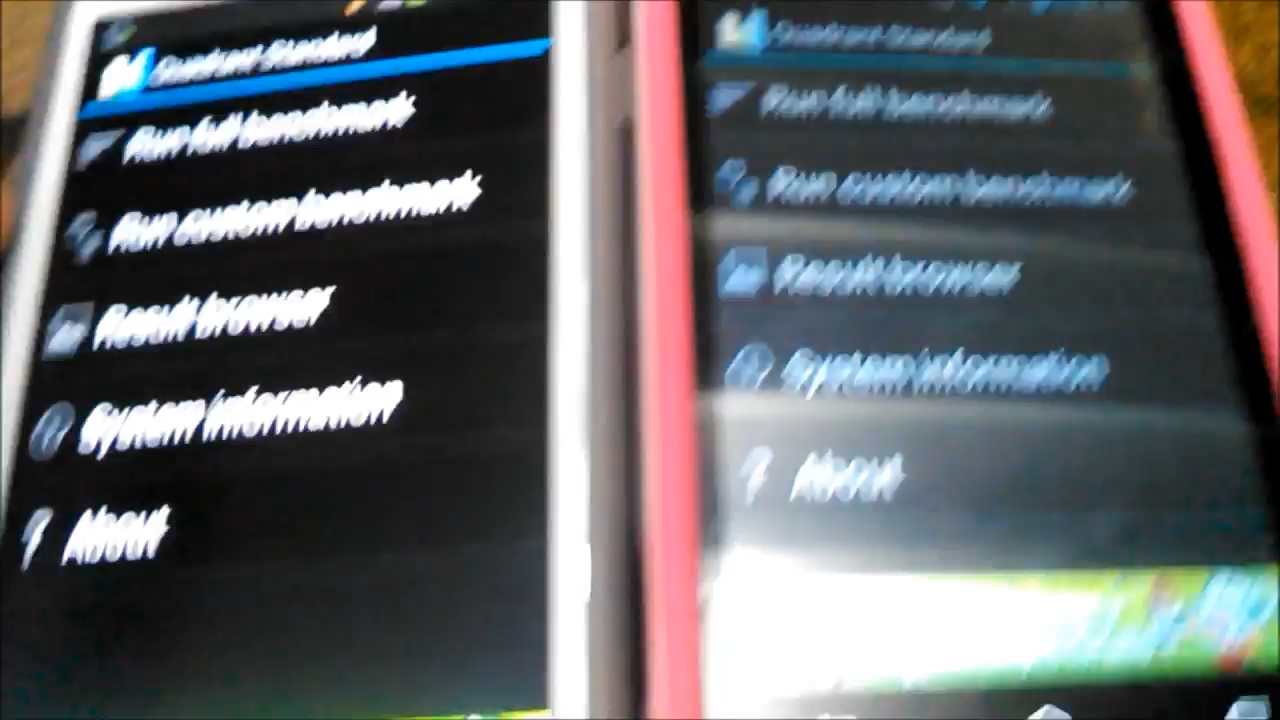 Quadrant Standard
Run full benchmark
Run custom benchmark
Result browser
System information
About
Quadrant Standard
Run full benchmark
Run custom benchmark
Result browser
System information
About